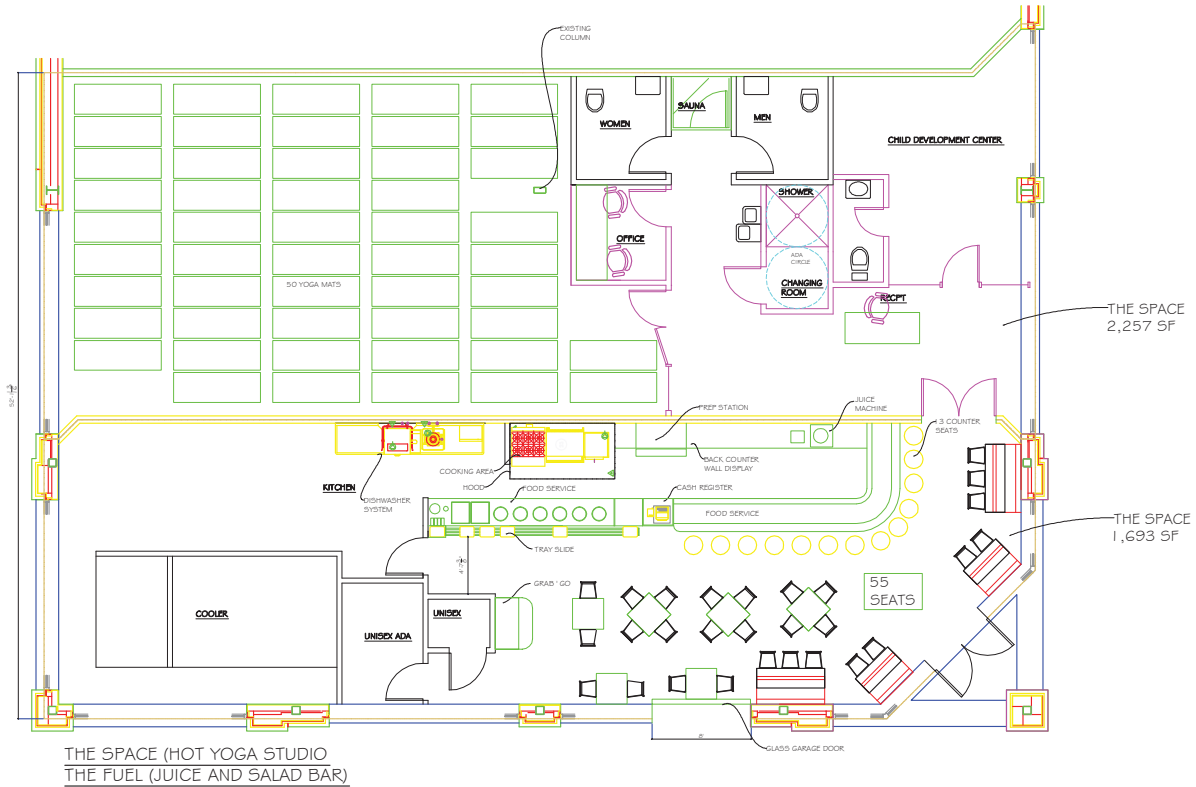 EXISTING
COLUMN
SAUNA
WOMEN
MEN
CHILD DEVELOPMENT CENTER
SHOWER
OFFICE
ADA
CIRCLE
50 YOGA MATS
CHANGING
ROOM
RECPT
THE SPACE
2,257 SF
PREP STATION
JUICE
MACHINE
13 COUNTER
SEATS
BACK COUNTER
WALL DISPLAY
COOKING AREA
KITCHEN
HOOD
FOOD SERVICE
CASH REGISTER
DISHWASHER
SYSTEM
FOOD SERVICE
THE SPACE
1,693 SF
TRAY SLIDE
GRAB ' GO
55
SEATS
COOLER
UNISEX
UNISEX ADA
8'
GLASS GARAGE DOOR
THE SPACE (HOT YOGA STUDIO
THE FUEL (JUICE AND SALAD BAR)